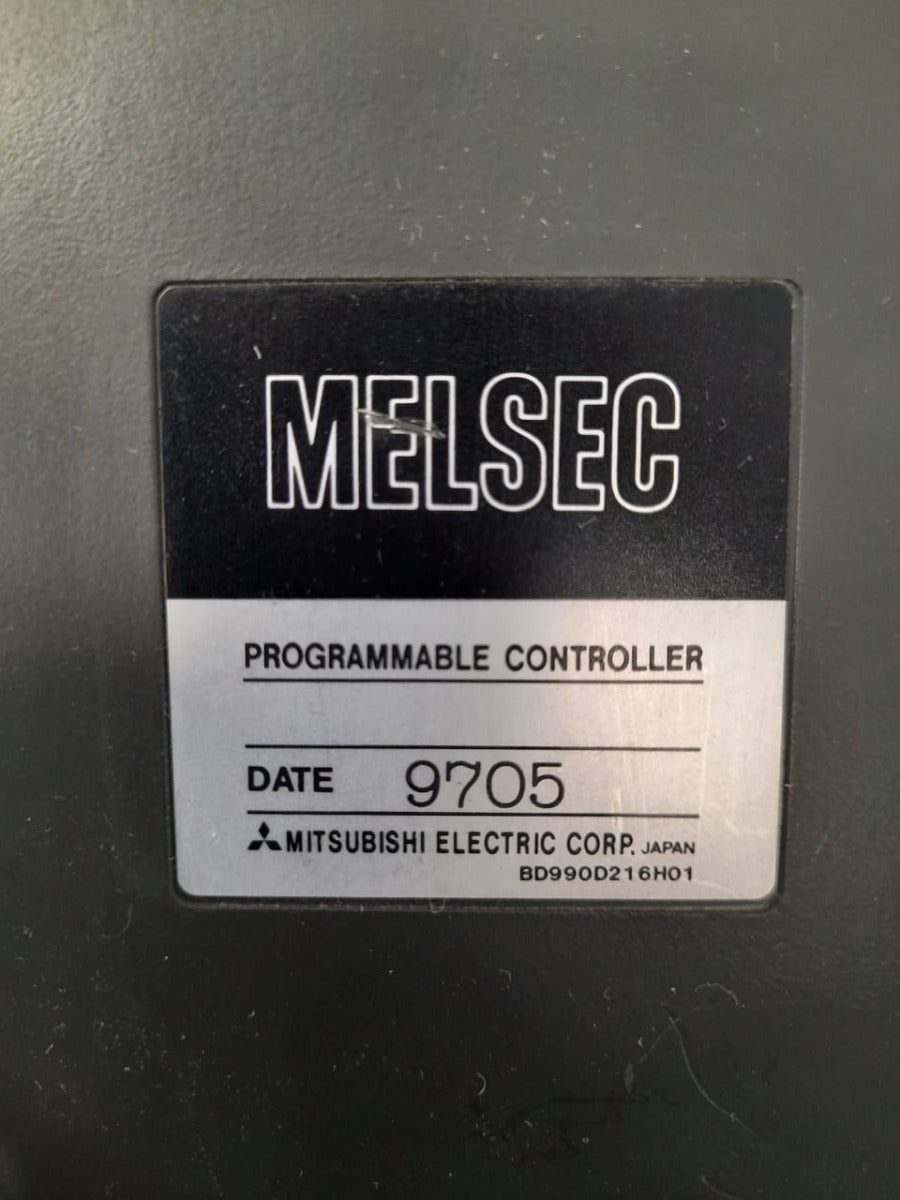 MELSEC
PROGRAMMABLE CONTROLLER
DATE 9705
MITSUBISHI ELECTRIC CORP. JAPAN
BD990D216H01